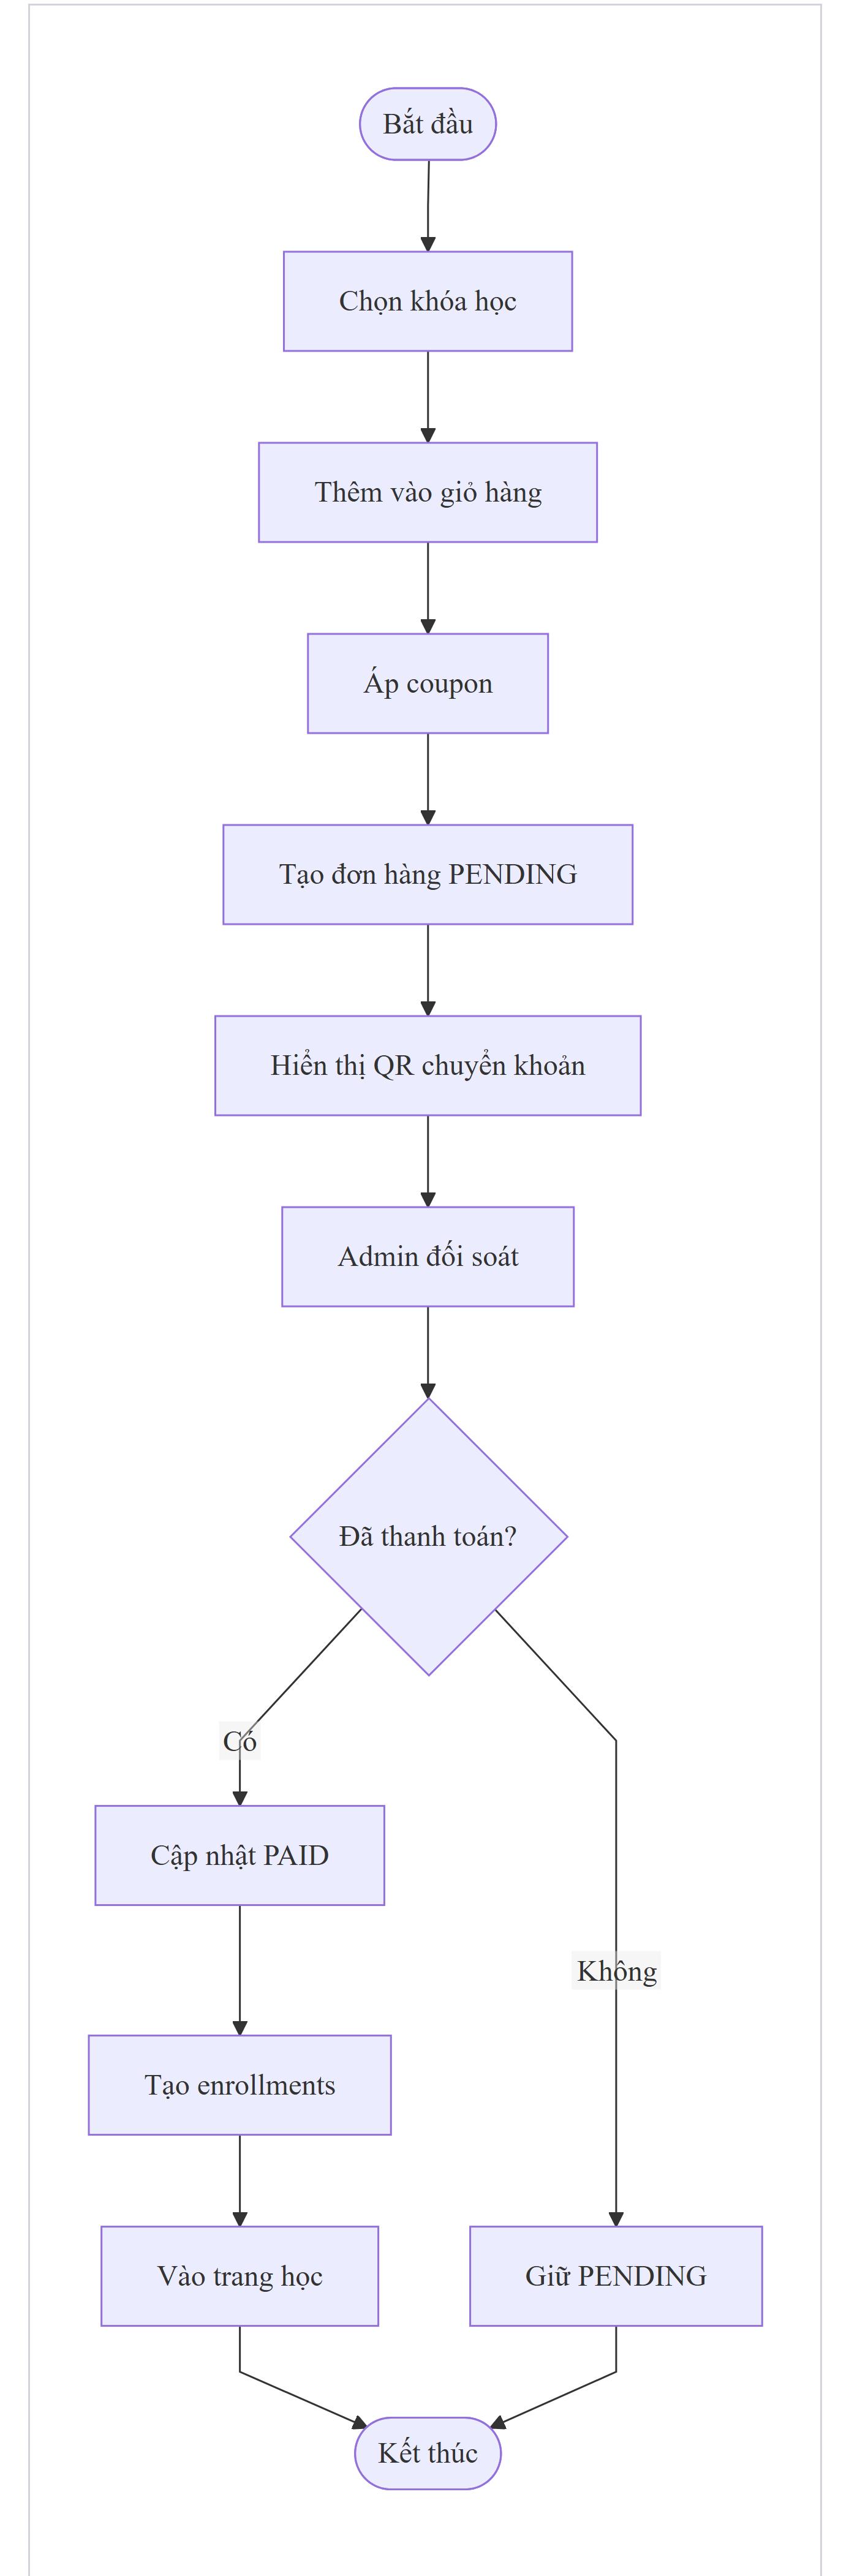 Bắt đầu
Chọn khóa học
Thêm vào giỏ hàng
Áp coupon
Tạo đơn hàng PENDING
Hiển thị QR chuyển khoản
Admin đối soát
Đã thanh toán?
Có
Cập nhật PAID
Không
Tạo enrollments
Vào trang học
Giữ PENDING
Kết thúc